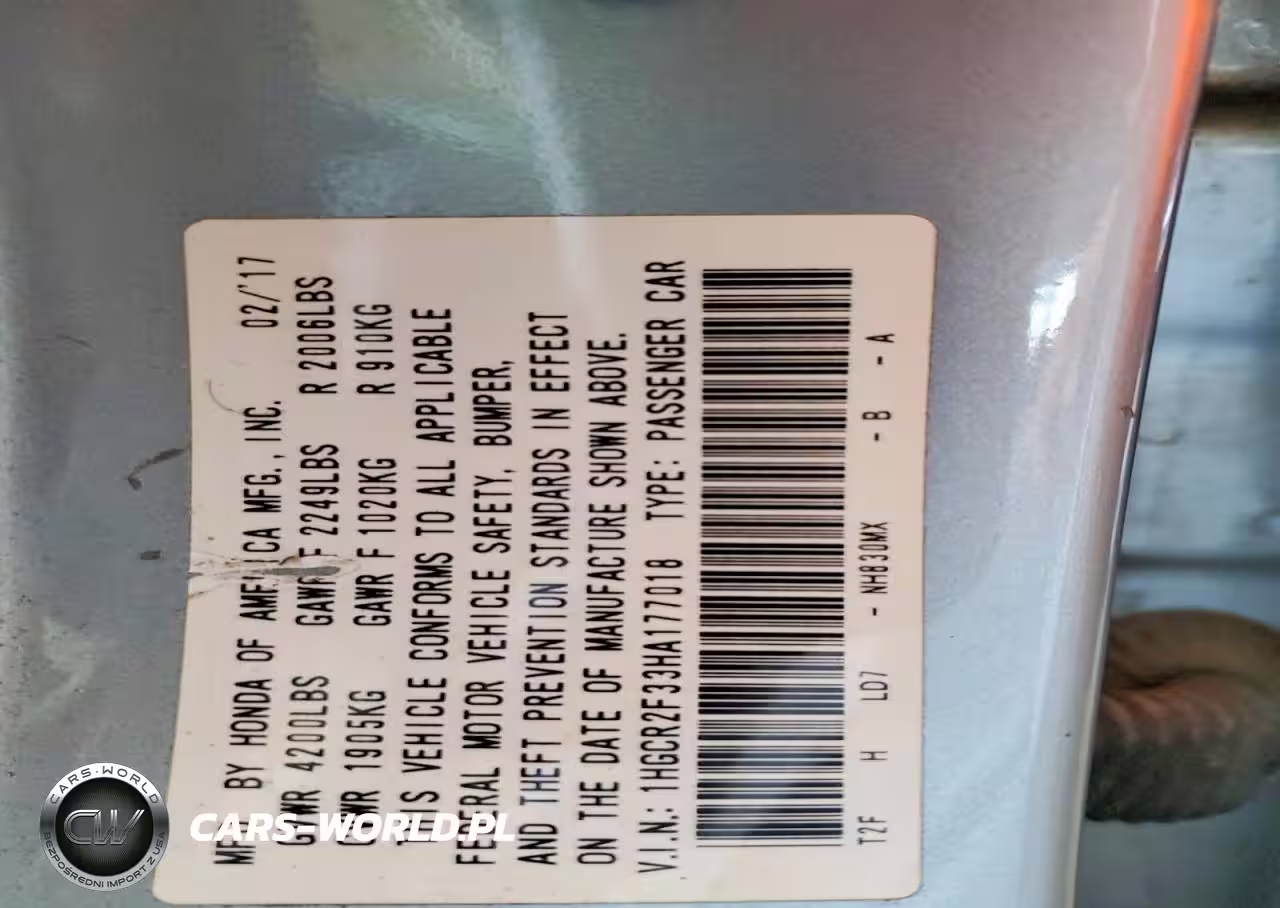 MFD BY HONDA OF AMERICA MFG., INC. 02/'17
GVWR 4200LBS GAWR F 2249LBS R 2006LBS
GVWR 1905KG GAWR F 1020KG R 910KG
THIS VEHICLE CONFORMS TO ALL APPLICABLE
FEDERAL MOTOR VEHICLE SAFETY, BUMPER,
AND THEFT PREVENTION STANDARDS IN EFFECT
ON THE DATE OF MANUFACTURE SHOWN ABOVE.
V.I.N.: 1HGCR2F33HA177018 TYPE: PASSENGER CAR
T2F H LD7 - NH830MX - B - A
CARS-WORLD
CW
BEZPOŚREDNI IMPORT Z USA
CARS-WORLD.PL